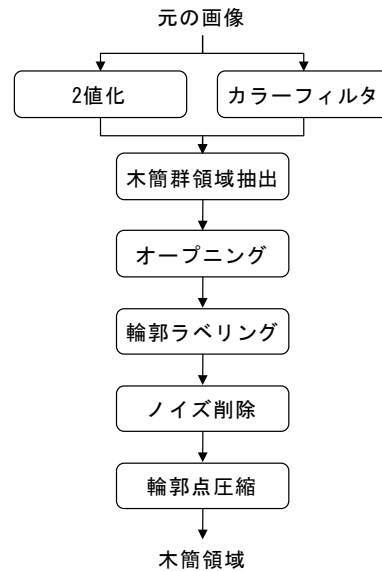 元の画像
2値化
カラーフィルタ
木簡群領域抽出
オープニング
輪郭ラベリング
ノイズ削除
輪郭点圧縮
木簡領域